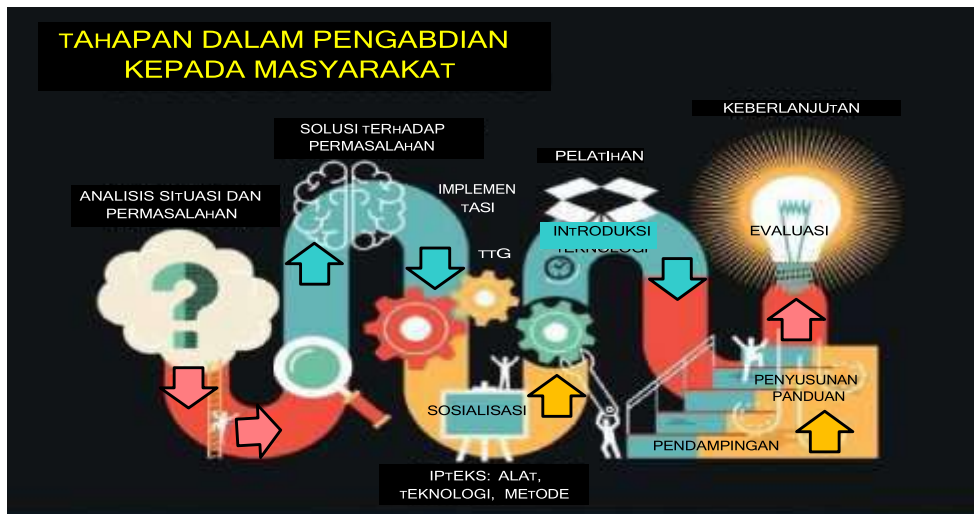 TAHAPAN DALAM PENGABDIAN
KEPADA MASYARAKAT
ANALISIS SITUASI DAN
PERMASALAHAN
SOLUSI TERHADAP
PERMASALAHAN
IMPLEMEN
TASI
TTG
SOSIALISASI
IPTEKS: ALAT,
TEKNOLOGI, METODE
PELATIHAN
INTRODUKSI
TEKNOLOGI
PENDAMPINGAN
PENYUSUNAN
PANDUAN
EVALUASI
KEBERLANJUTAN